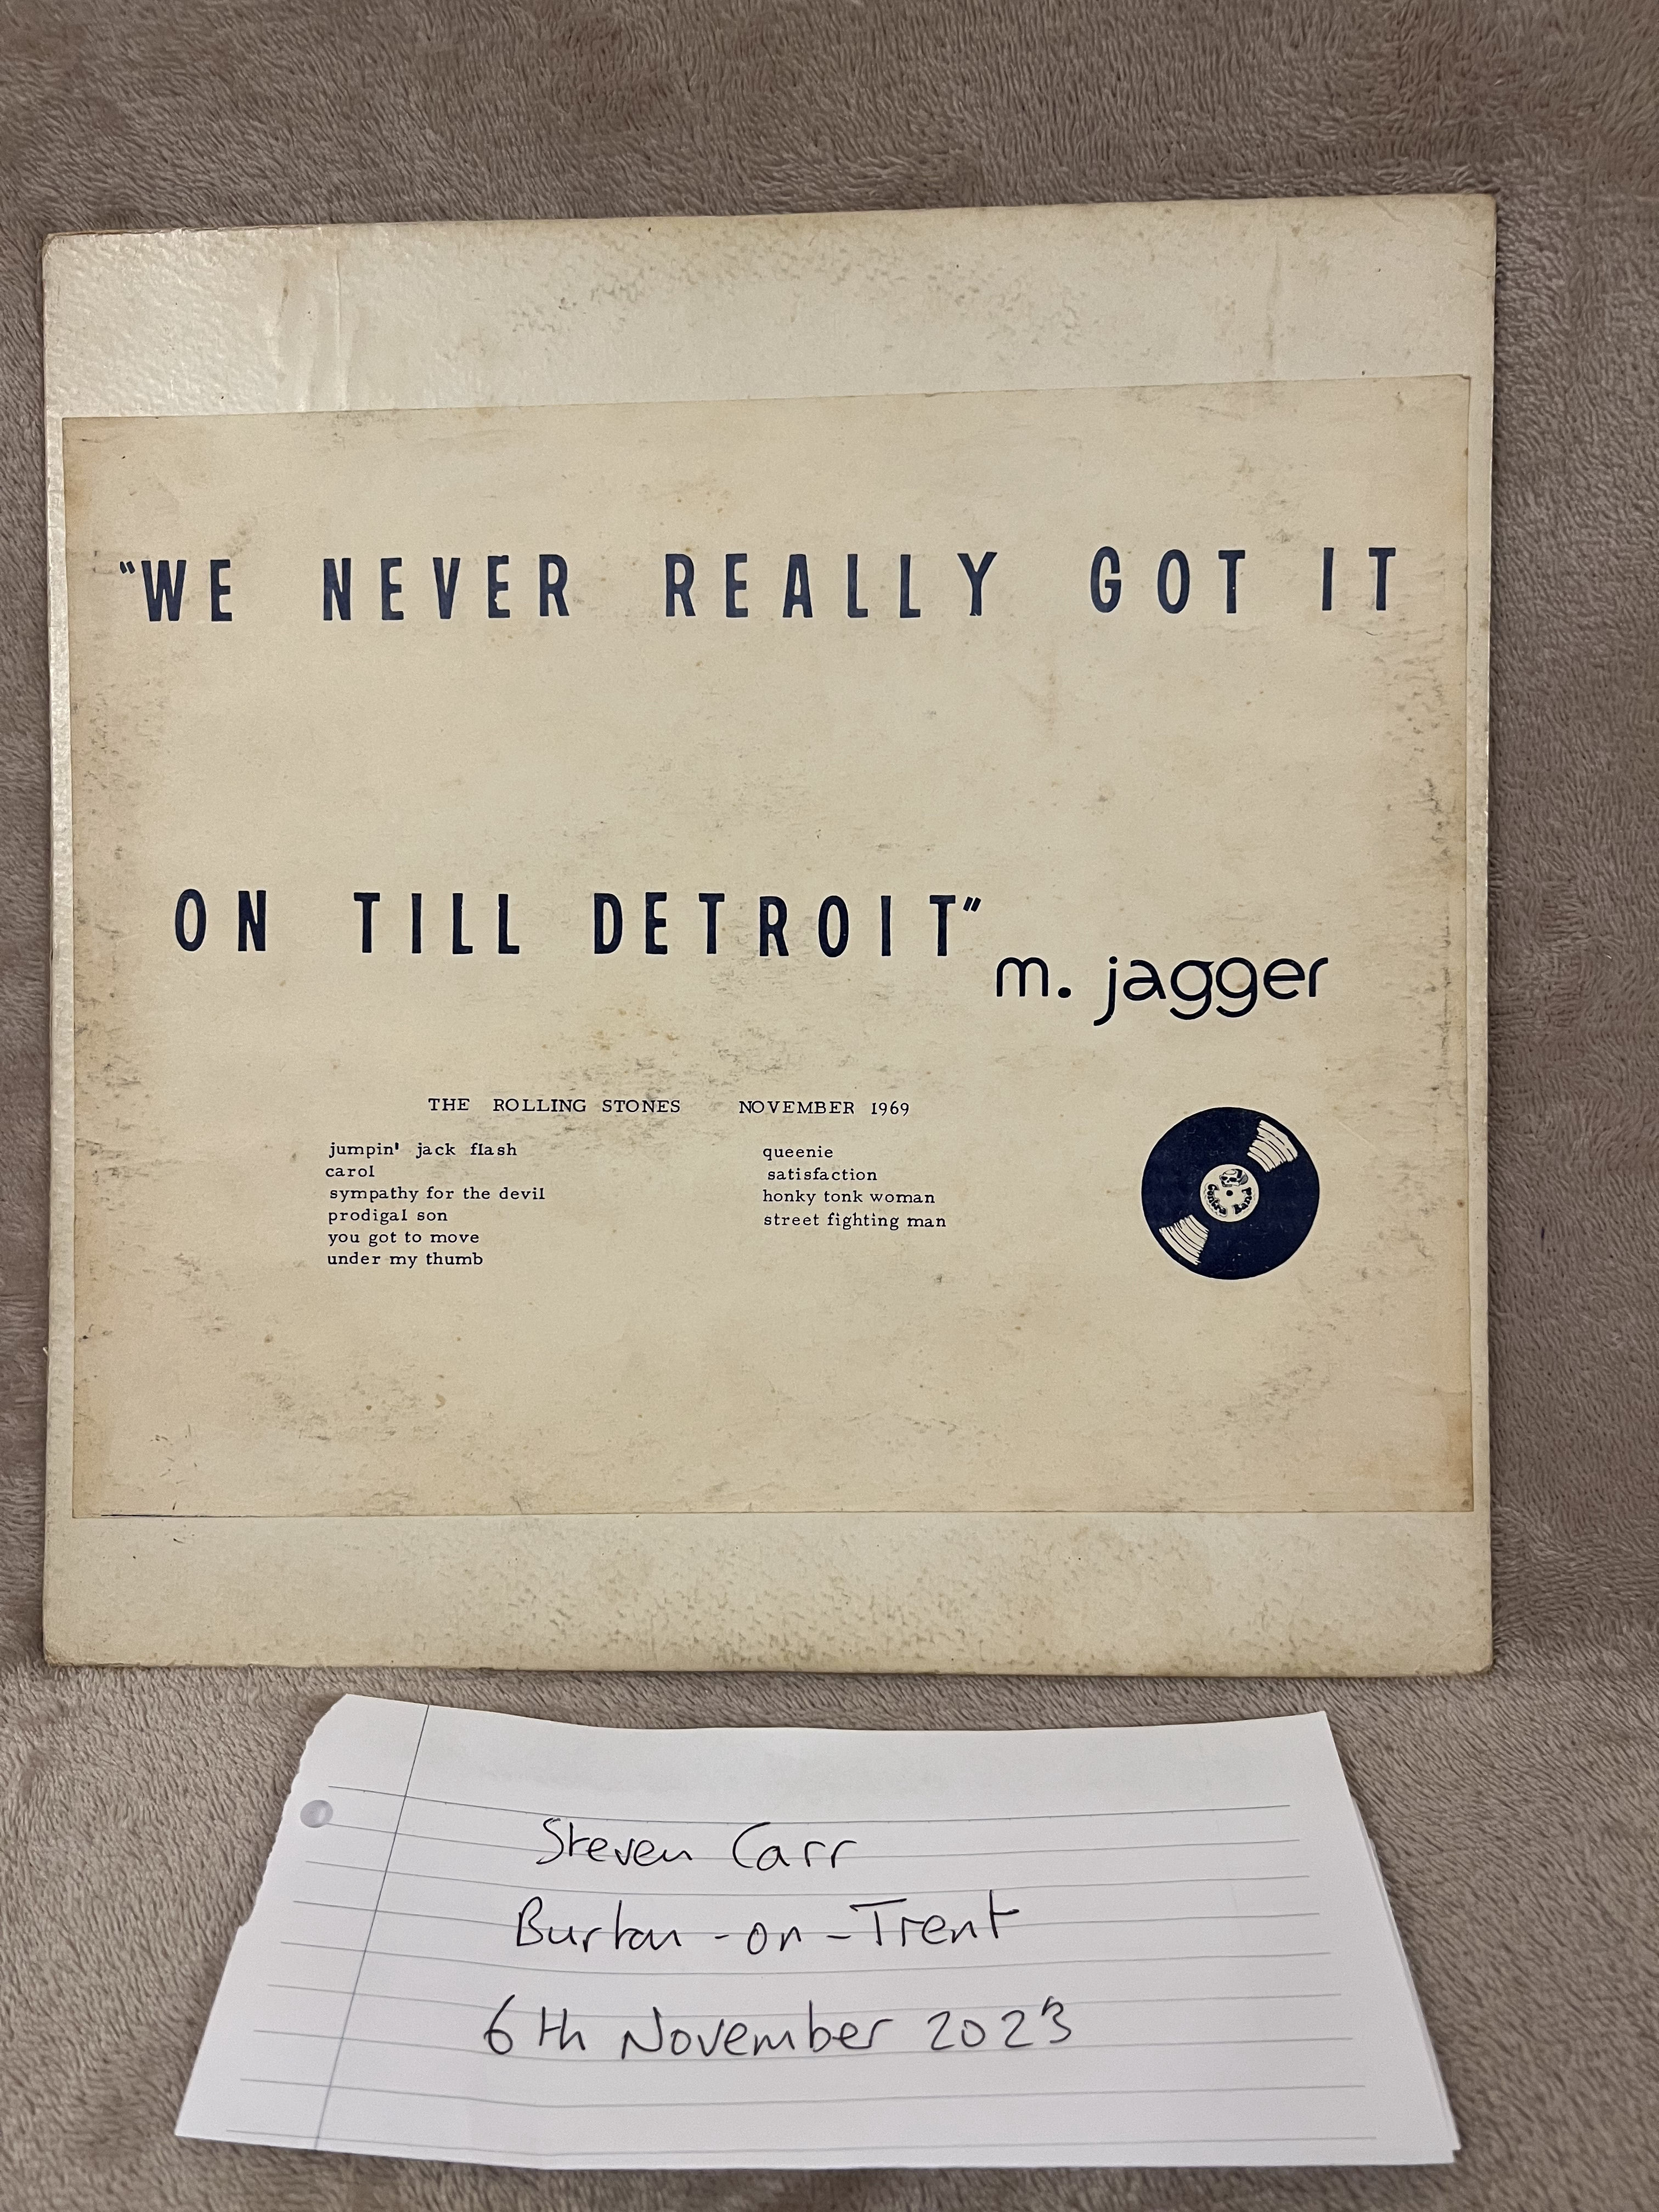 "WE NEVER REALLY GOT IT
ON TILL DETROIT"
m. jagger
THE ROLLING STONES NOVEMBER 1969
jumpin' jack flash
carol
sympathy for the devil
prodigal son
you got to move
under my thumb
queenie
satisfaction
honky tonk woman
street fighting man
Contra Band
Steven Carr
Burton-on-Trent
6th November 2023